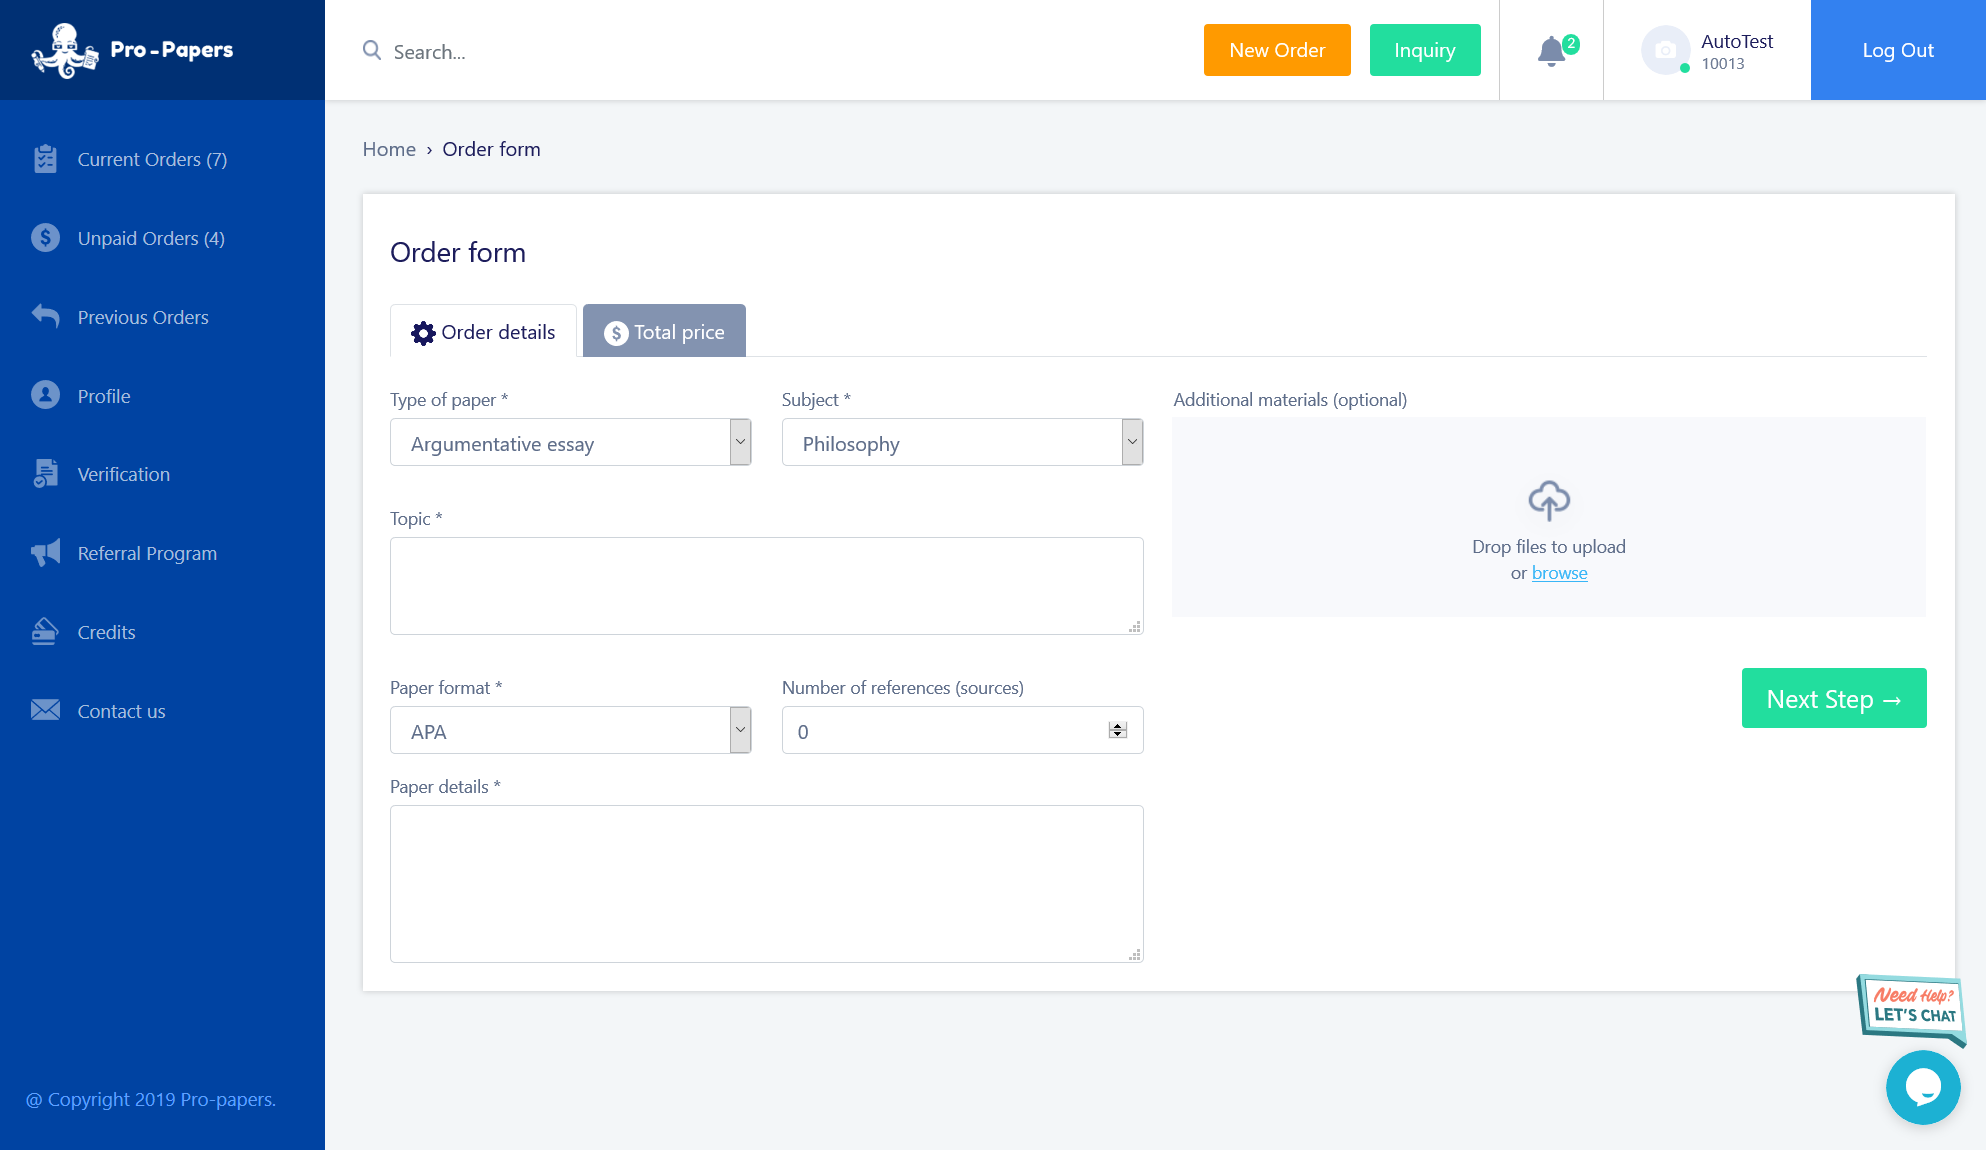 Pro-Papers
Search...
New Order
Inquiry
2
AutoTest
10013
Log Out
Current Orders (7)
Unpaid Orders (4)
Previous Orders
Profile
Verification
Referral Program
Credits
Contact us
@ Copyright 2019 Pro-papers.
Home › Order form
Order form
Order details
$ Total price
Type of paper *
Argumentative essay
Subject *
Philosophy
Topic *
Paper format *
APA
Number of references (sources)
0
Paper details *
Additional materials (optional)
Drop files to upload
or browse
Next Step →
Need Help?
LET'S CHAT